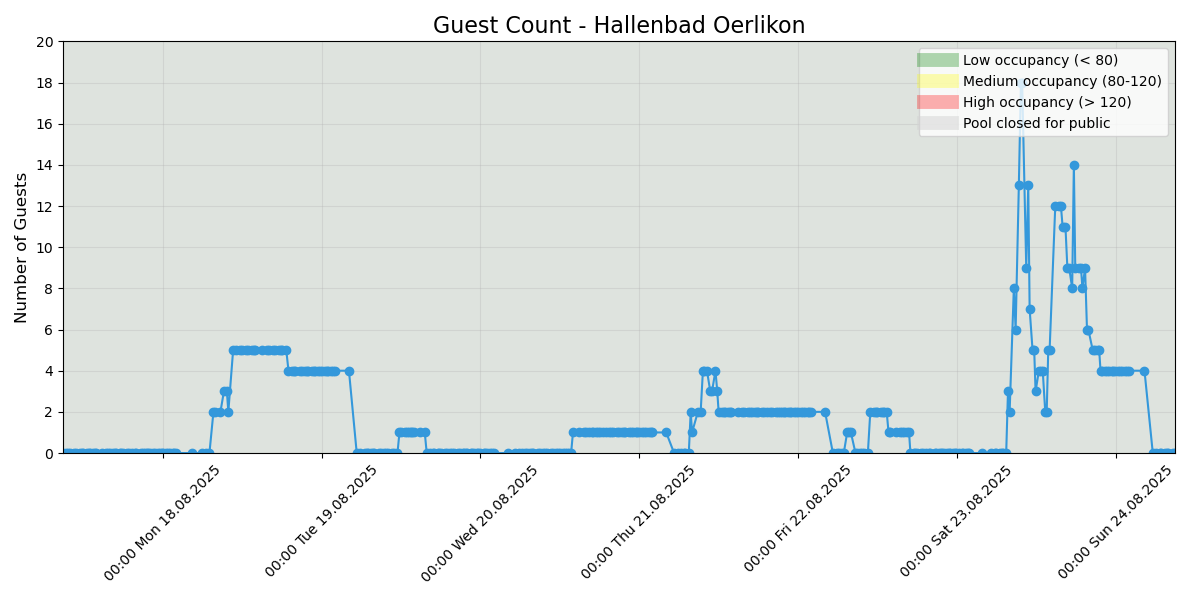 Guest Count - Hallenbad Oerlikon
Number of Guests
20
18
16
14
12
10
8
6
4
2
0
Low occupancy (< 80)
Medium occupancy (80-120)
High occupancy (> 120)
Pool closed for public
00:00 Mon 18.08.2025
00:00 Tue 19.08.2025
00:00 Wed 20.08.2025
00:00 Thu 21.08.2025
00:00 Fri 22.08.2025
00:00 Sat 23.08.2025
00:00 Sun 24.08.2025